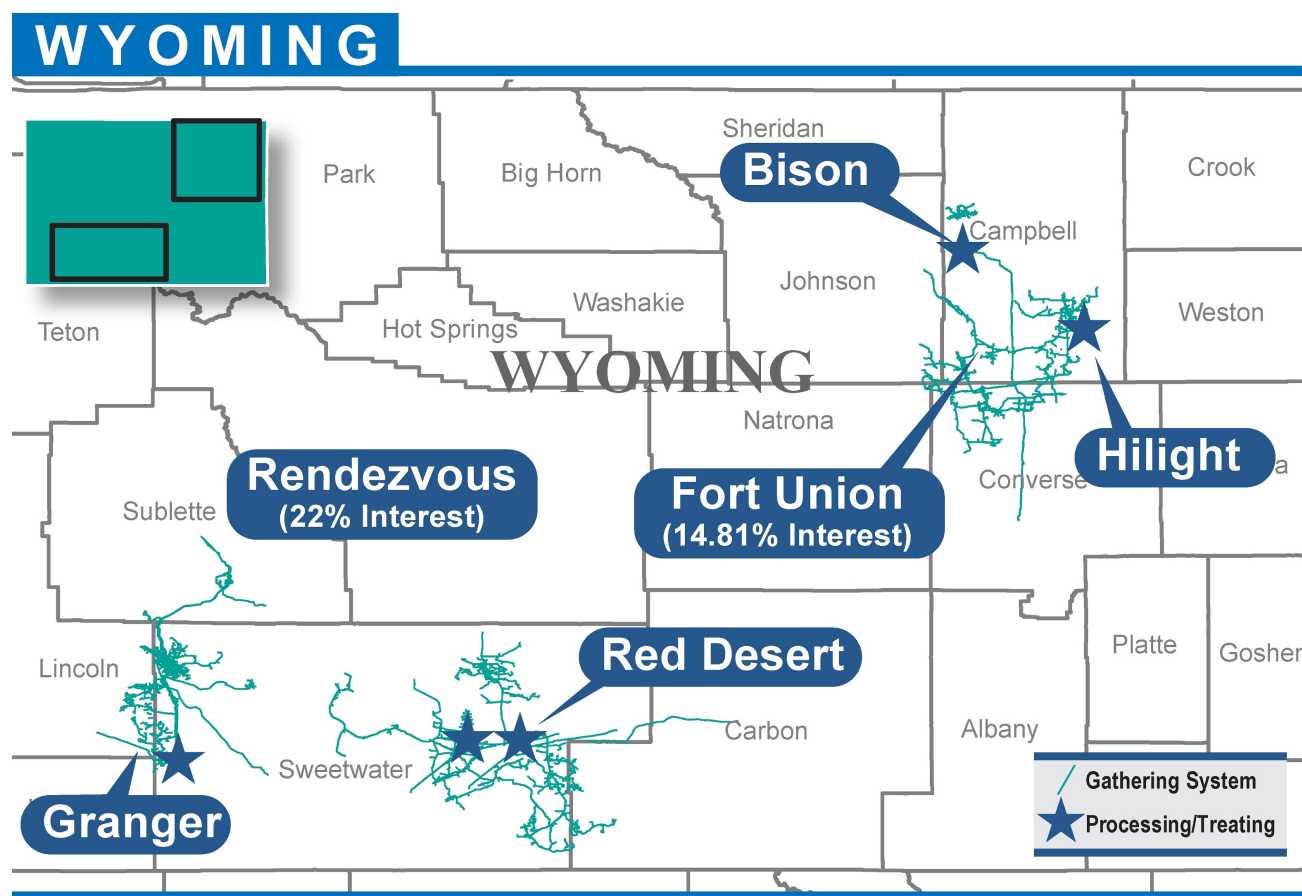 WYOMING
Sheridan
Bison
Park
Big Horn
Crook
Campbell
Johnson
Washakie
Weston
Teton
Hot Springs
WYOMING
Natrona
Hilight
Rendezvous
(22% Interest)
Fort Union
(14.81% Interest)
Converse
Sublette
Red Desert
Lincoln
Platte
Goshen
Carbon
Albany
Sweetwater
Granger
Gathering System
Processing/Treating